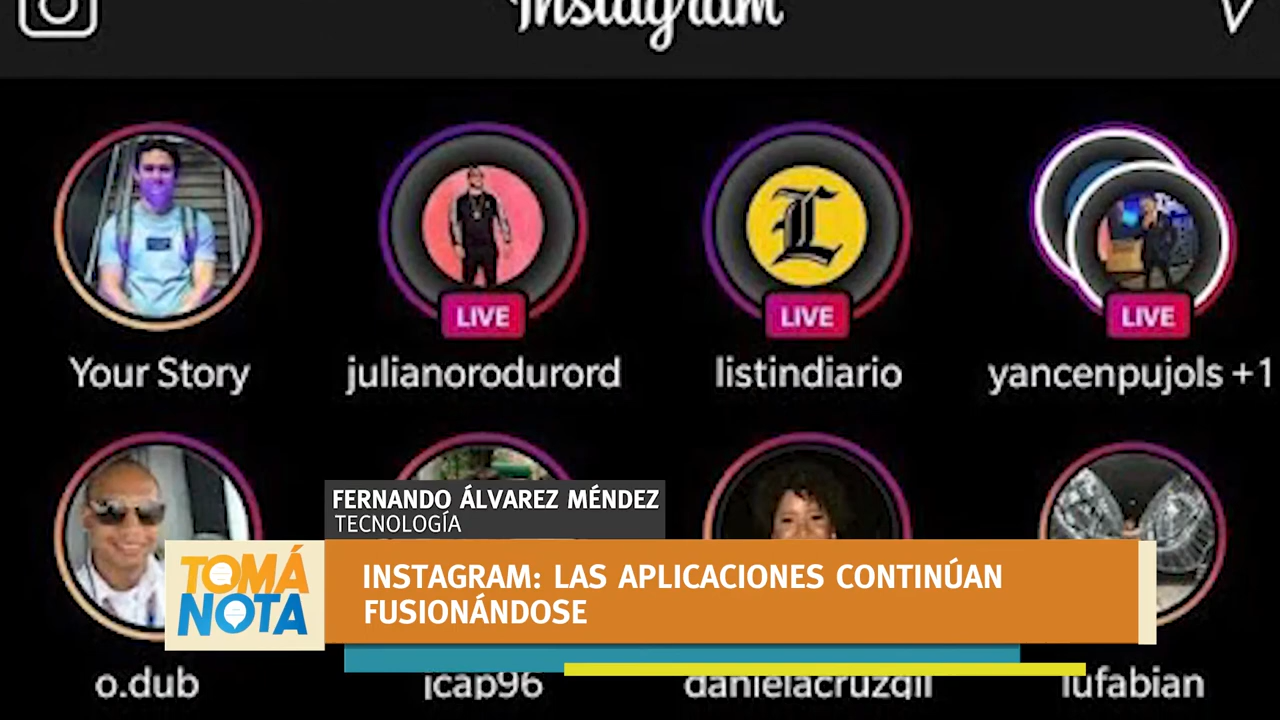 Instagram
Your Story
LIVE
julianorodurord
LIVE
listindiario
LIVE
yancenpujols +1
FERNANDO ÁLVAREZ MÉNDEZ
TECNOLOGÍA
TOMÁ
NOTA
INSTAGRAM: LAS APLICACIONES CONTINÚAN
FUSIONÁNDOSE
o.dub
jcap96
danielacruzgil
lufabian